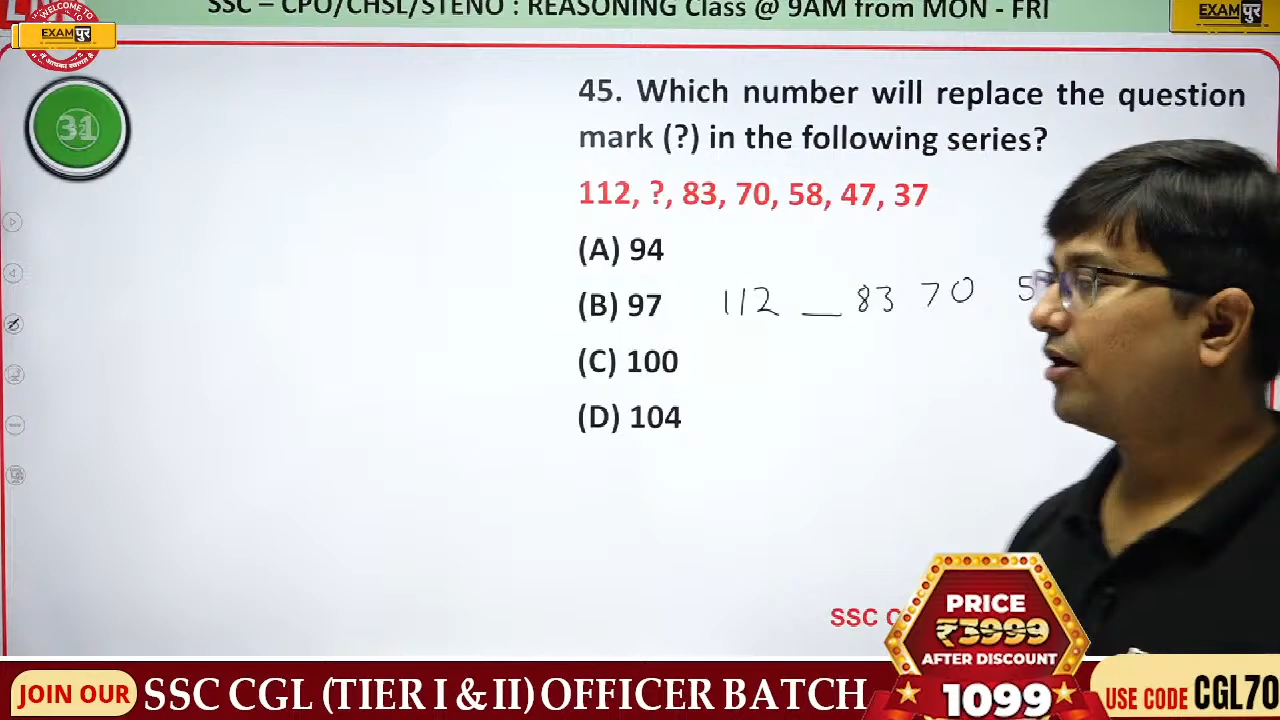 SSC – CPO/CHSL/STENO : REASONING Class @ 9AM from MON - FRI
WELCOME TO
EXAMपुर
में आपका स्वागत है
EXAMपुर
31
45. Which number will replace the question
mark (?) in the following series?
112, ?, 83, 70, 58, 47, 37
(A) 94
(B) 97
112 __ 83 70 5
(C) 100
(D) 104
SSC C
PRICE
₹3999
AFTER DISCOUNT
1099
JOIN OUR SSC CGL (TIER I & II) OFFICER BATCH
USE CODE CGL70